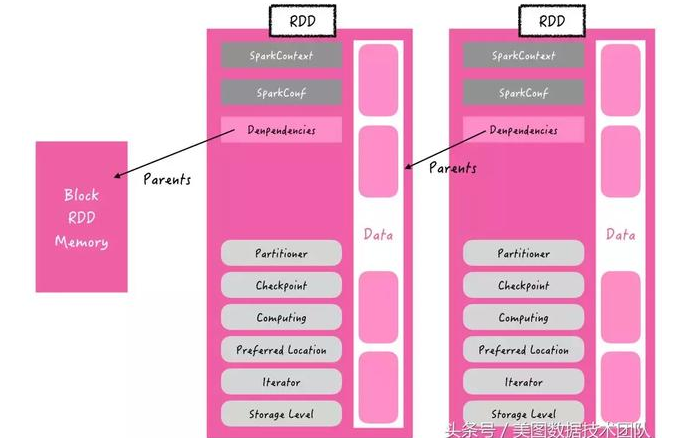 RDD
SparkContext
SparkConf
Denpendencies
Parents
Block
RDD
Memory
Data
Partitioner
Checkpoint
Computing
Preferred Location
Iterator
Storage Level
RDD
SparkContext
SparkConf
Denpendencies
Parents
Data
Partitioner
Checkpoint
Computing
Preferred Location
Iterator
Storage Level
头条号 / 美图数据技术团队